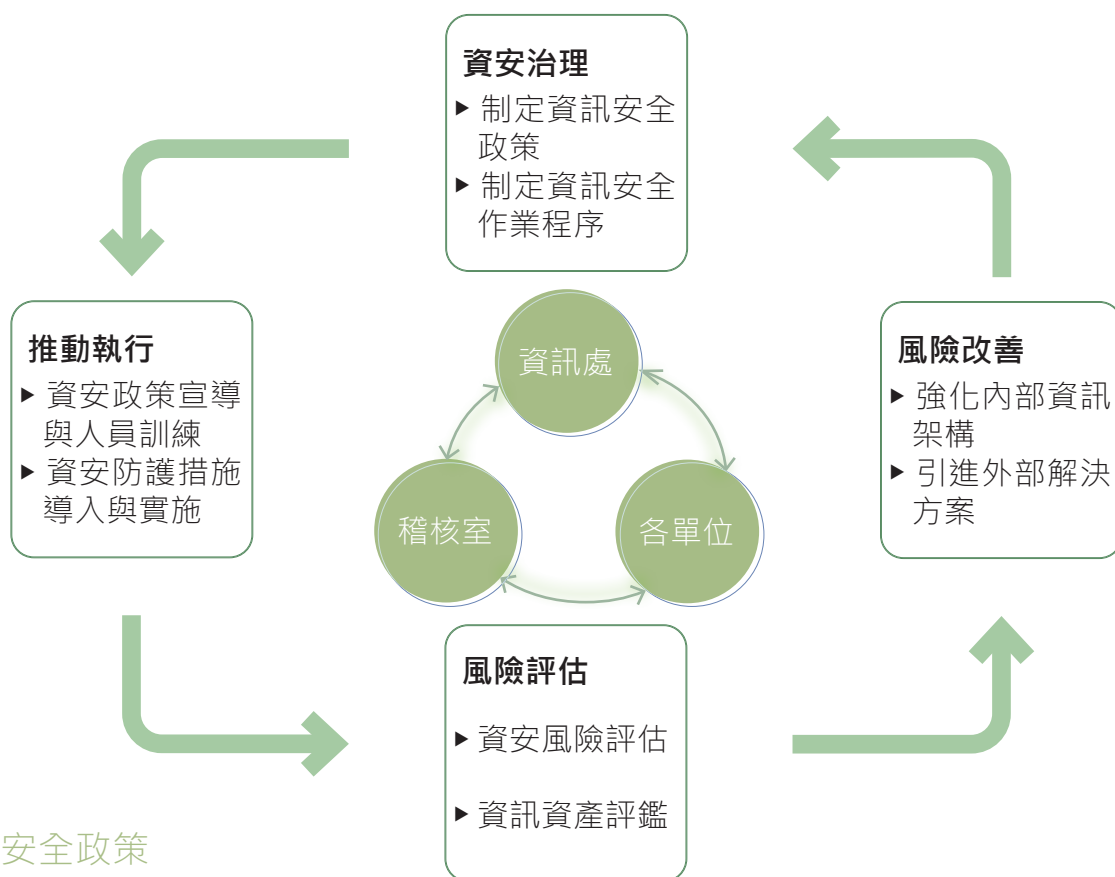 資安治理
▶ 制定資訊安全
政策
▶ 制定資訊安全
作業程序
推動執行
▶ 資安政策宣導
與人員訓練
▶ 資安防護措施
導入與實施
資訊處
稽核室
各單位
風險改善
▶ 強化內部資訊
架構
▶ 引進外部解決
方案
風險評估
▶ 資安風險評估
▶ 資訊資產評鑑
安全政策